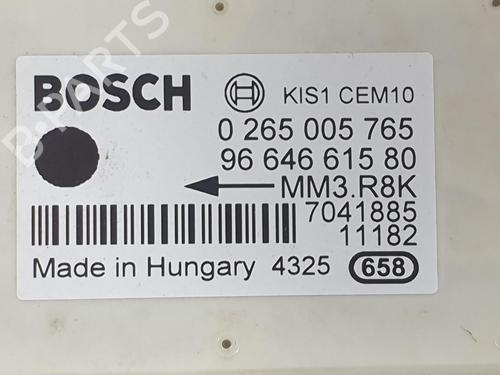 B-PARTS
BOSCH KIS1 CEM10
0 265 005 765
96 646 615 80
MM3.R8K
7041885
11182
Made in Hungary 4325 658